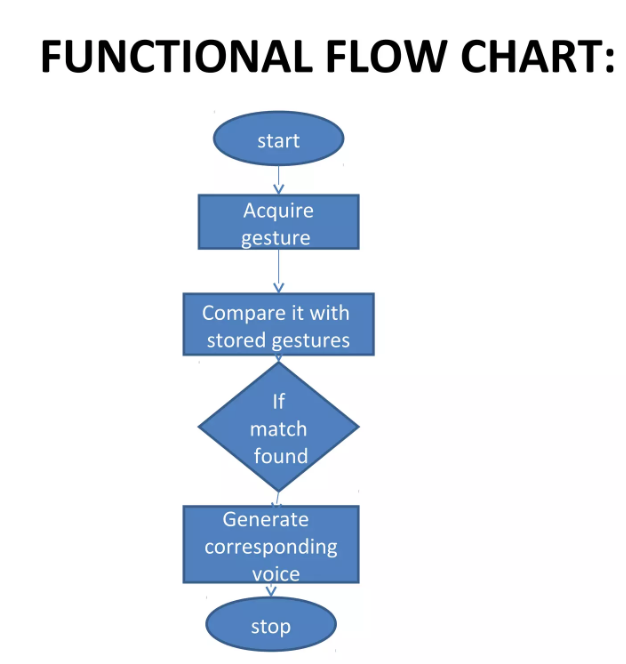 FUNCTIONAL FLOW CHART:
start
Acquire
gesture
Compare it with
stored gestures
If
match
found
Generate
corresponding
voice
stop